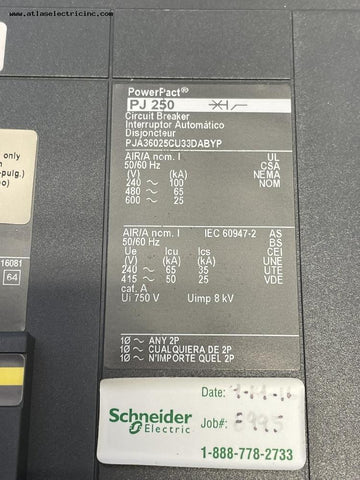 www.atlaselectricinc.com
PowerPact®
PJ 250
Circuit Breaker
Interruptor Automático
Disjoncteur
PJA36025CU33DABYP
only
-pulg.)
oo)
16081
64
AIR/A nom. I UL
50/60 Hz CSA
(V) (kA) NEMA
240 ~ 100 NOM
480 ~ 65
600 ~ 25
AIR/A nom. I IEC 60947-2 AS
50/60 Hz BS
Ue Icu Ics CEI
(V) (kA) (kA) UNE
240 ~ 65 35 UTE
415 ~ 50 25 VDE
cat. A
Ui 750 V Uimp 8 kV
1Ø ~ ANY 2P
1Ø ~ CUALQUIERA DE 2P
1Ø ~ N'IMPORTE QUEL 2P
Date:
Schneider
Electric
Job#:
1-888-778-2733